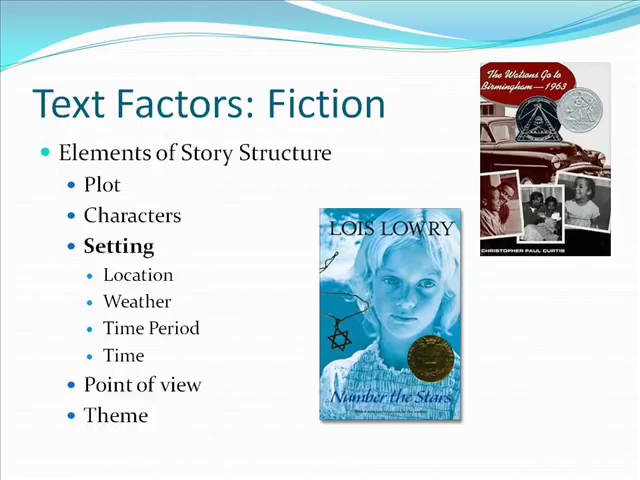 Text Factors: Fiction
Elements of Story Structure
Plot
Characters
Setting
Location
Weather
Time Period
Time
Point of view
Theme
The Watsons Go to
Birmingham—1963
CHRISTOPHER PAUL CURTIS
LOIS LOWRY
Number the Stars